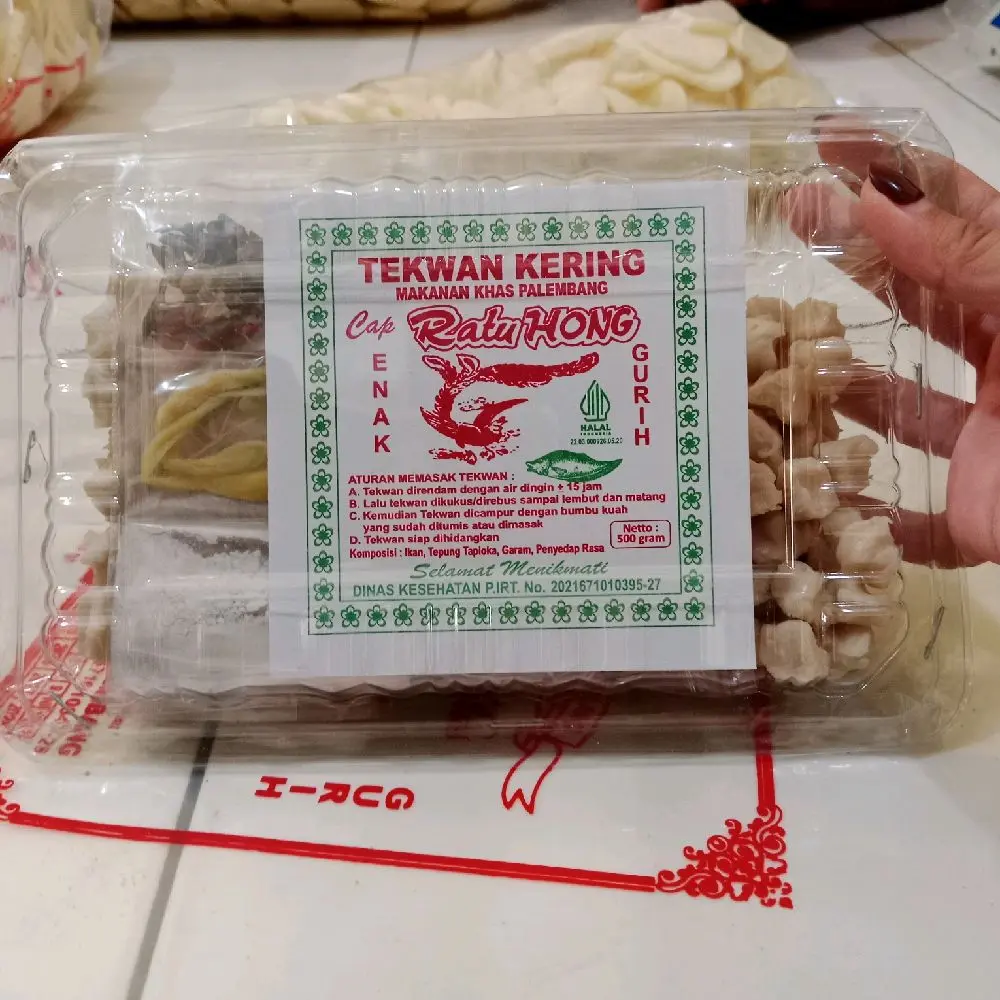 TEKWAN KERING
MAKANAN KHAS PALEMBANG
Cap Ratu HONG
ENAK
GURIH
HALAL
INDONESIA
ATURAN MEMASAK TEKWAN :
A. Tekwan direndam dengan air dingin + 15 jam
B. Lalu tekwan dikukus/direbus sampai lembut dan matang
C. Kemudian Tekwan dicampur dengan bumbu kuah
yang sudah ditumis atau dimasak
D. Tekwan siap dihidangkan
Netto :
500 gram
Komposisi : Ikan, Tepung Tapioka, Garam, Penyedap Rasa
Selamat Menikmati
DINAS KESEHATAN P.IRT. No. 2021671010395-27
GURIH